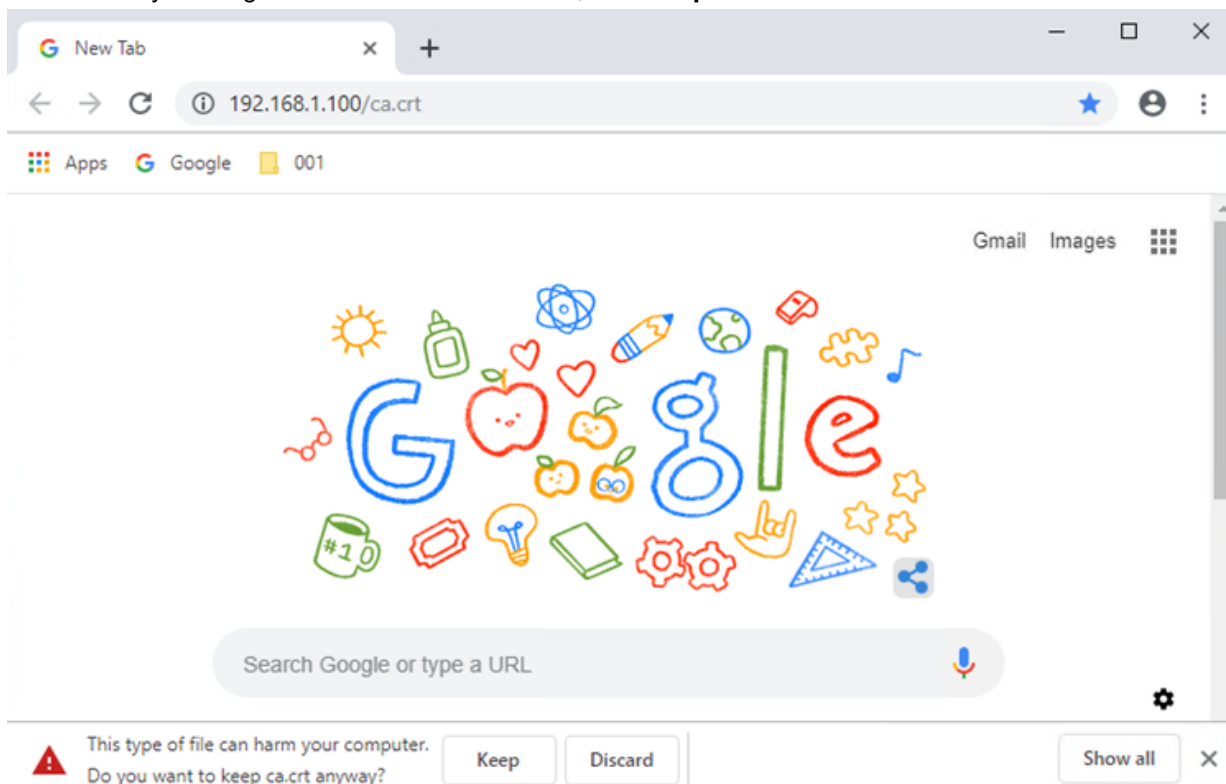 New Tab
192.168.1.100/ca.crt
Apps Google 001
Gmail Images
Google
#1
Search Google or type a URL
This type of file can harm your computer.
Do you want to keep ca.crt anyway?
Keep Discard Show all